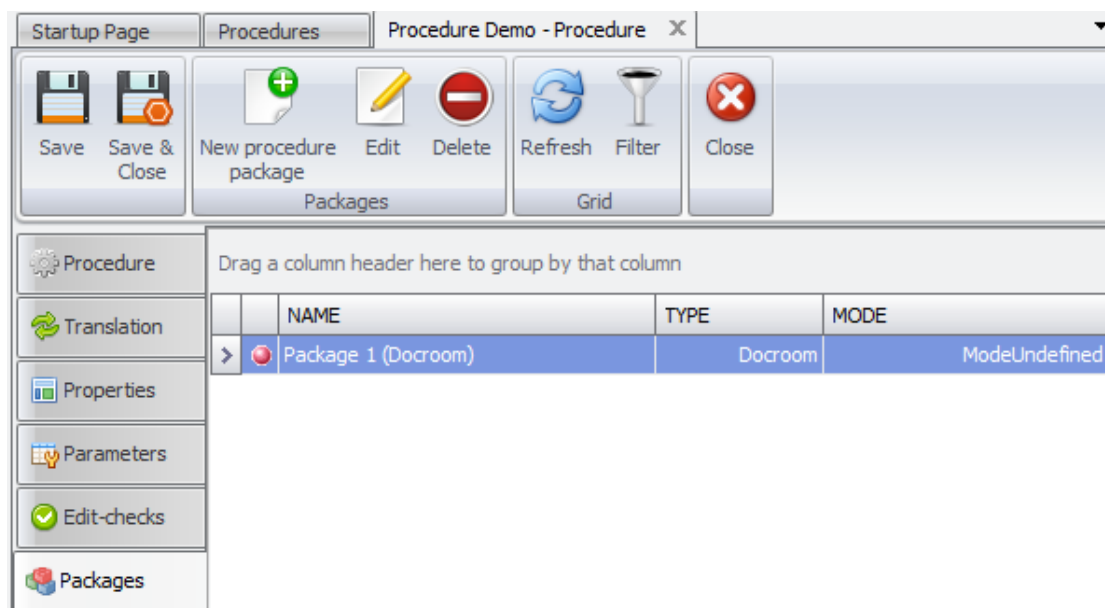 Startup Page
Procedures
Procedure Demo - Procedure
Save
Save &
Close
New procedure
package
Edit
Delete
Packages
Refresh
Filter
Grid
Close
Procedure
Translation
Properties
Parameters
Edit-checks
Packages
Drag a column header here to group by that column
NAME TYPE MODE
Package 1 (Docroom) Docroom ModeUndefined